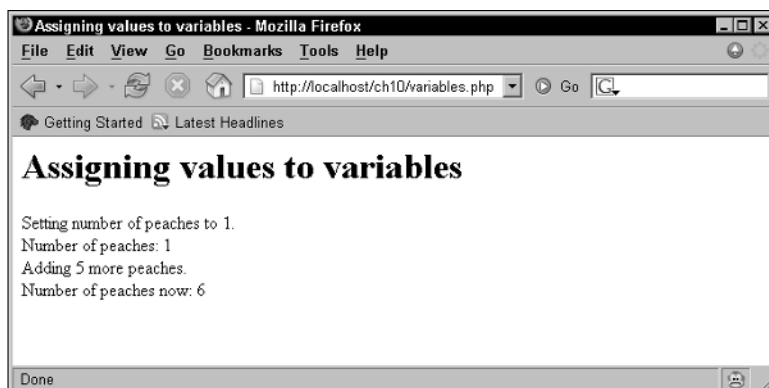 Assigning values to variables - Mozilla Firefox
File Edit View Go Bookmarks Tools Help
http://localhost/ch10/variables.php Go G
Getting Started Latest Headlines
Assigning values to variables
Setting number of peaches to 1.
Number of peaches: 1
Adding 5 more peaches.
Number of peaches now: 6
Done